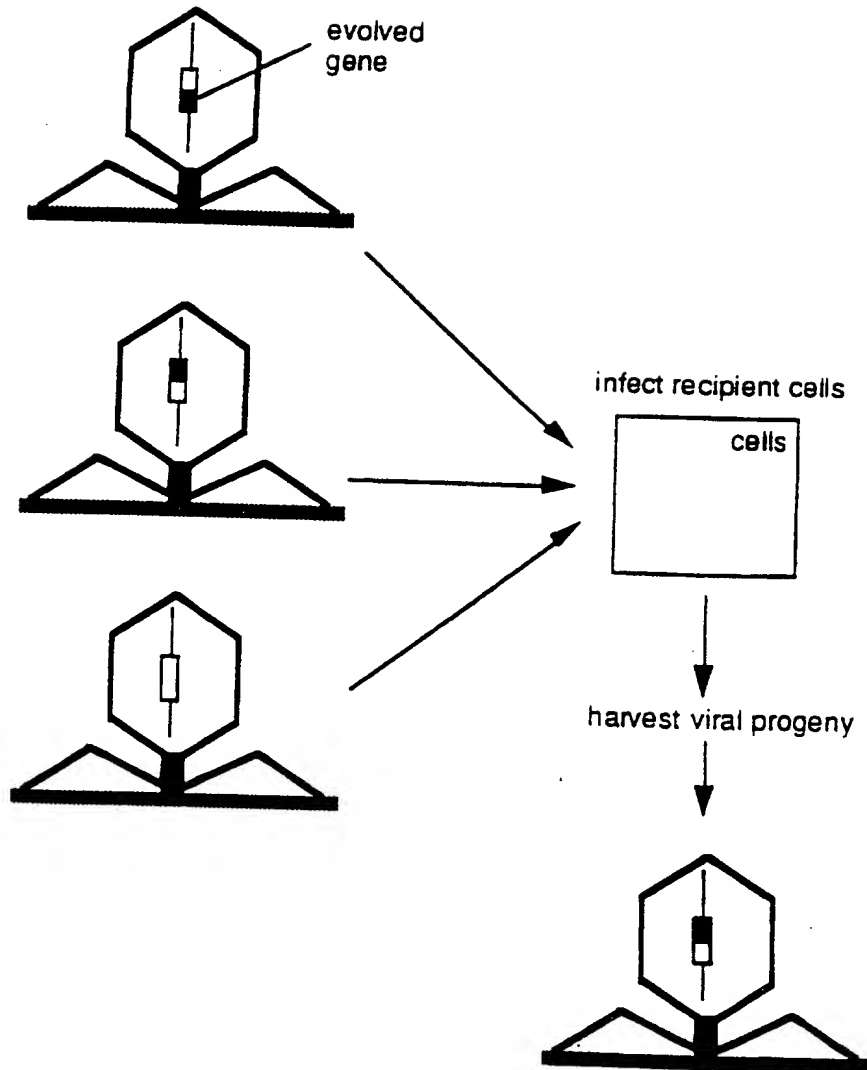 evolved
gene
infect recipient cells
cells
harvest viral progeny